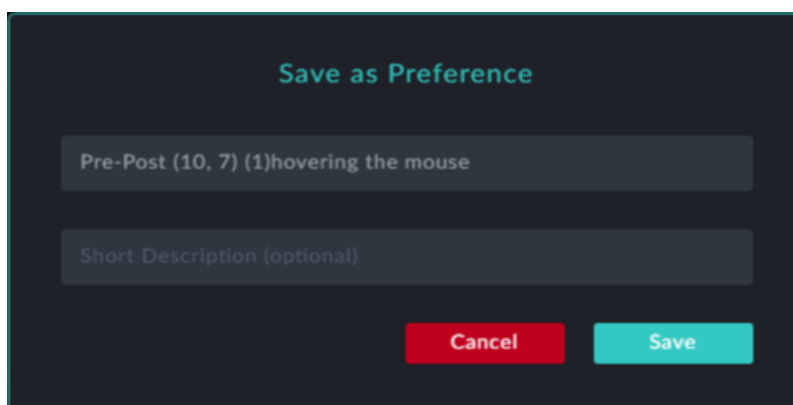 Save as Preference
Pre-Post (10, 7) (1)hovering the mouse
Short Description (optional)
Cancel Save